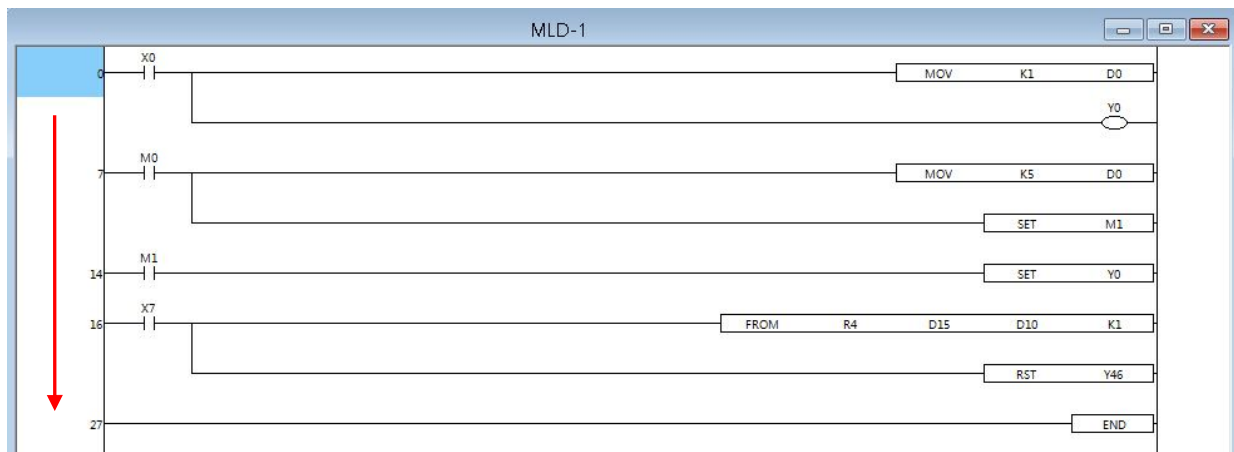 MLD-1
X0
0 MOV K1 D0
Y0
M0
7 MOV K5 D0
SET M1
M1
14 SET Y0
X7
16 FROM R4 D15 D10 K1
RST Y46
27 END